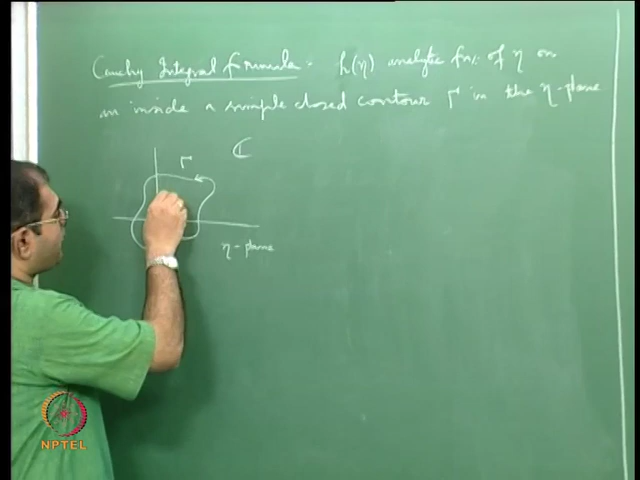 Cauchy Integral formula : h(η) analytic fn. of η on
an inside a simple closed contour Γ in the η-plane
Γ
ℂ
η-plane
NPTEL